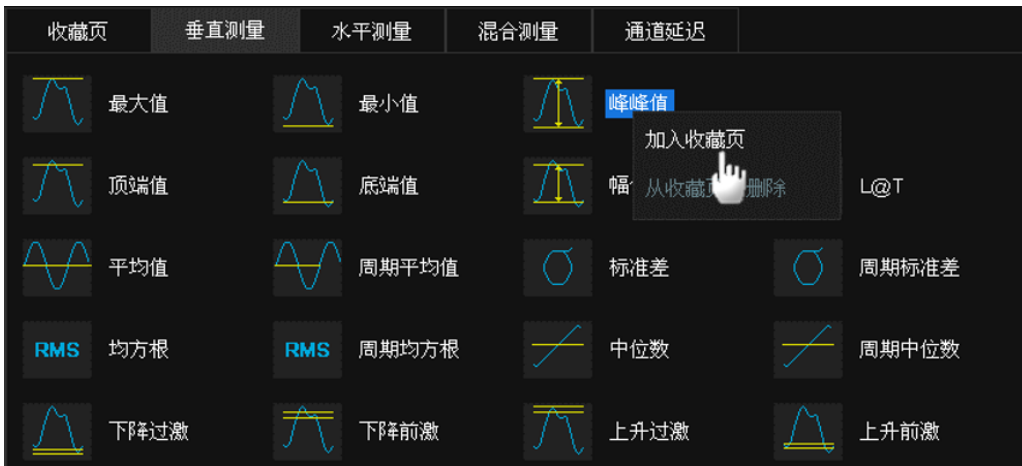 收藏页 垂直测量 水平测量 混合测量 通道延迟
最大值 最小值 峰峰值
加入收藏页
顶端值 底端值 幅 从收藏页 删除 L@T
平均值 周期平均值 标准差 周期标准差
RMS 均方根 RMS 周期均方根 中位数 周期中位数
下降过激 下降前激 上升过激 上升前激